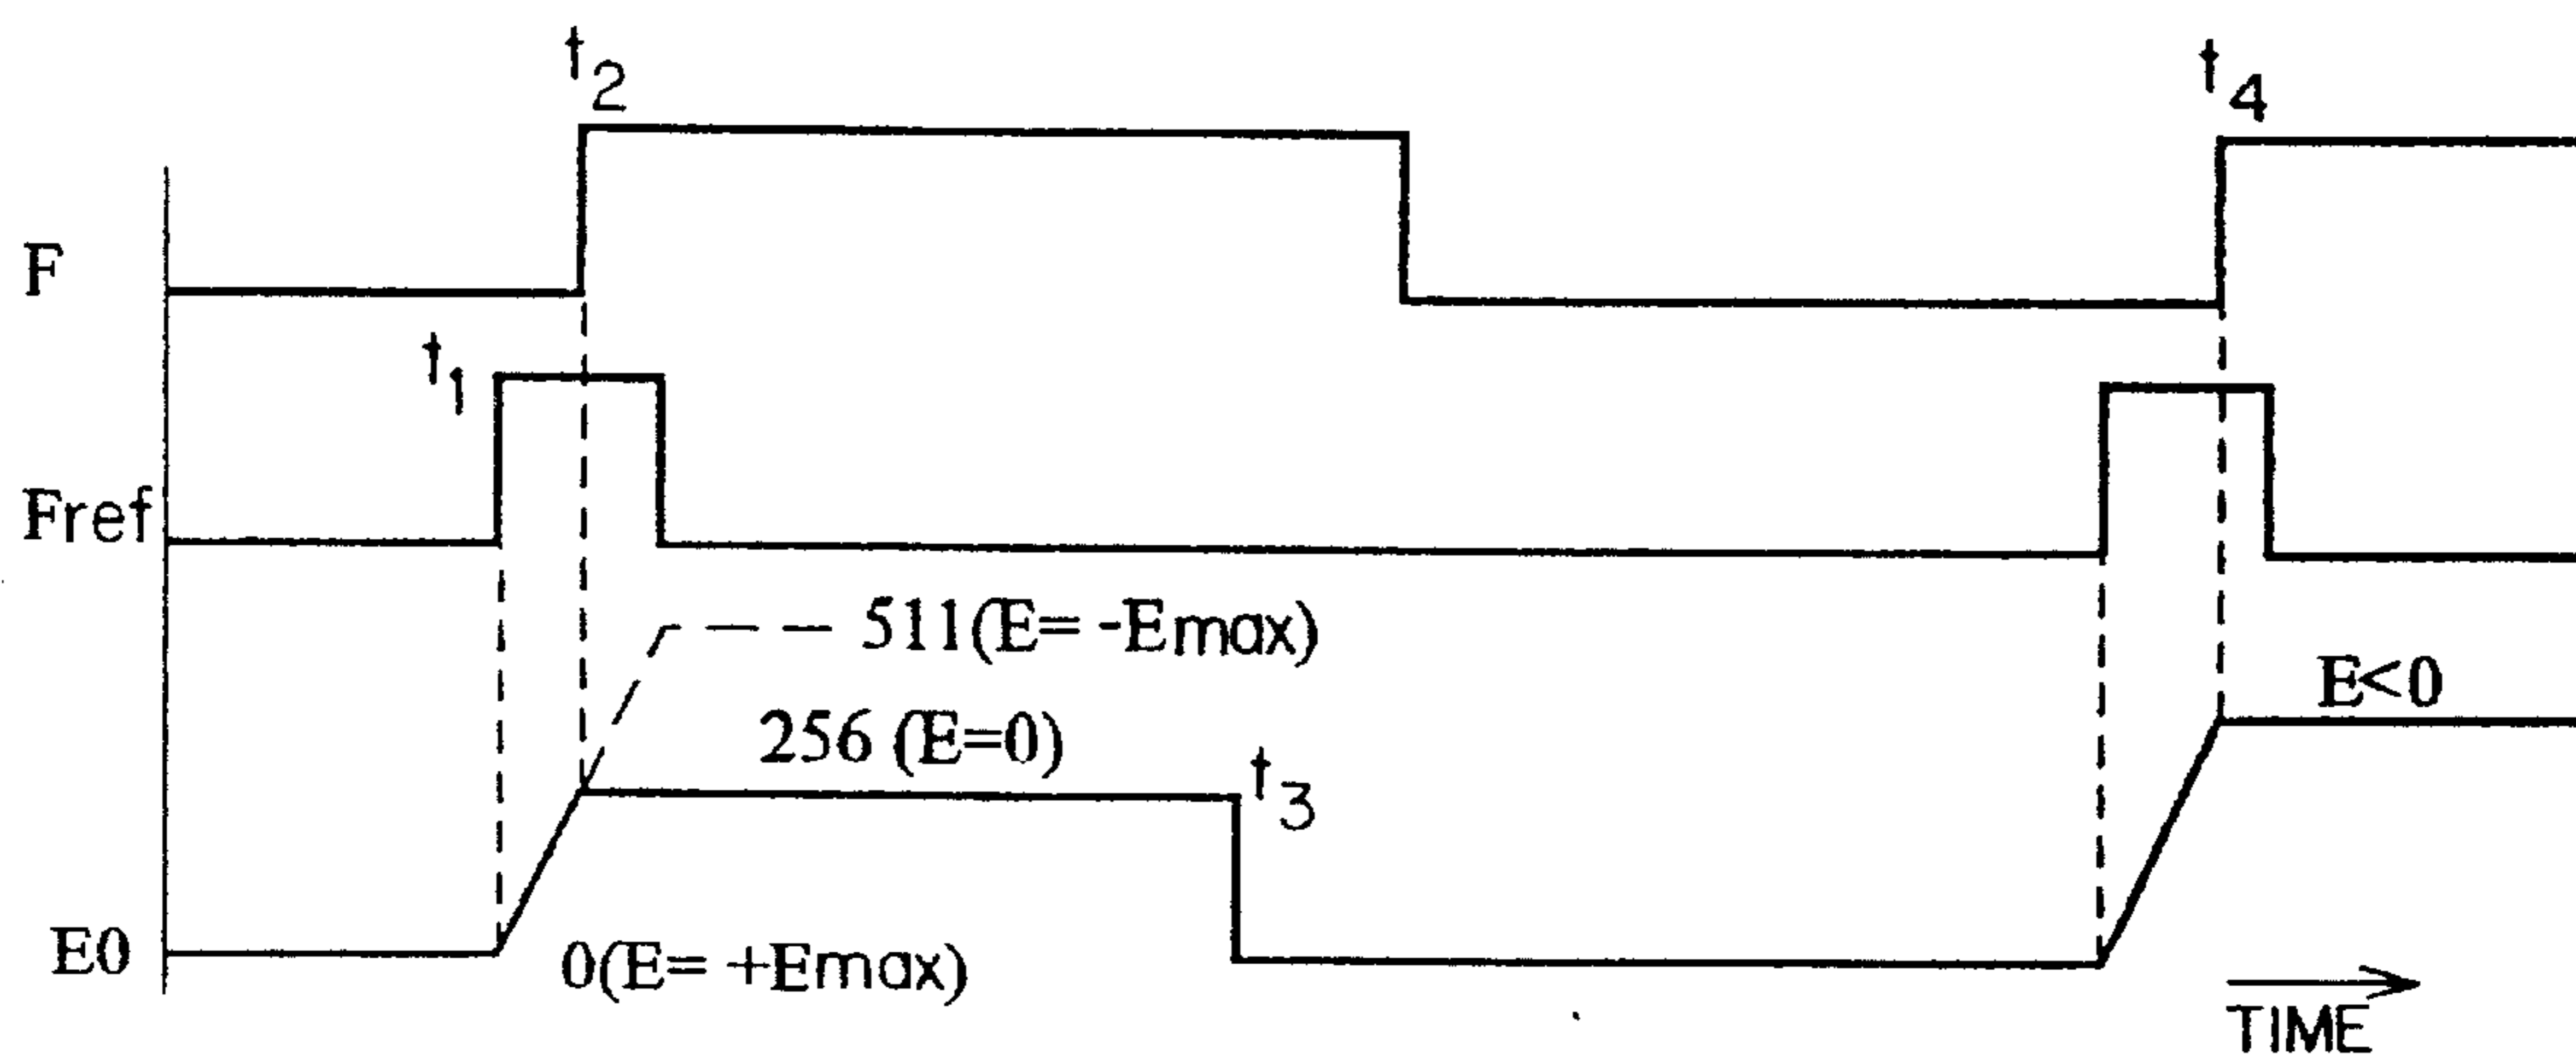 t2
t4
F
t1
Fref
511(E= -Emax)
E<0
256 (E=0)
t3
E0
0(E= +Emax)
TIME